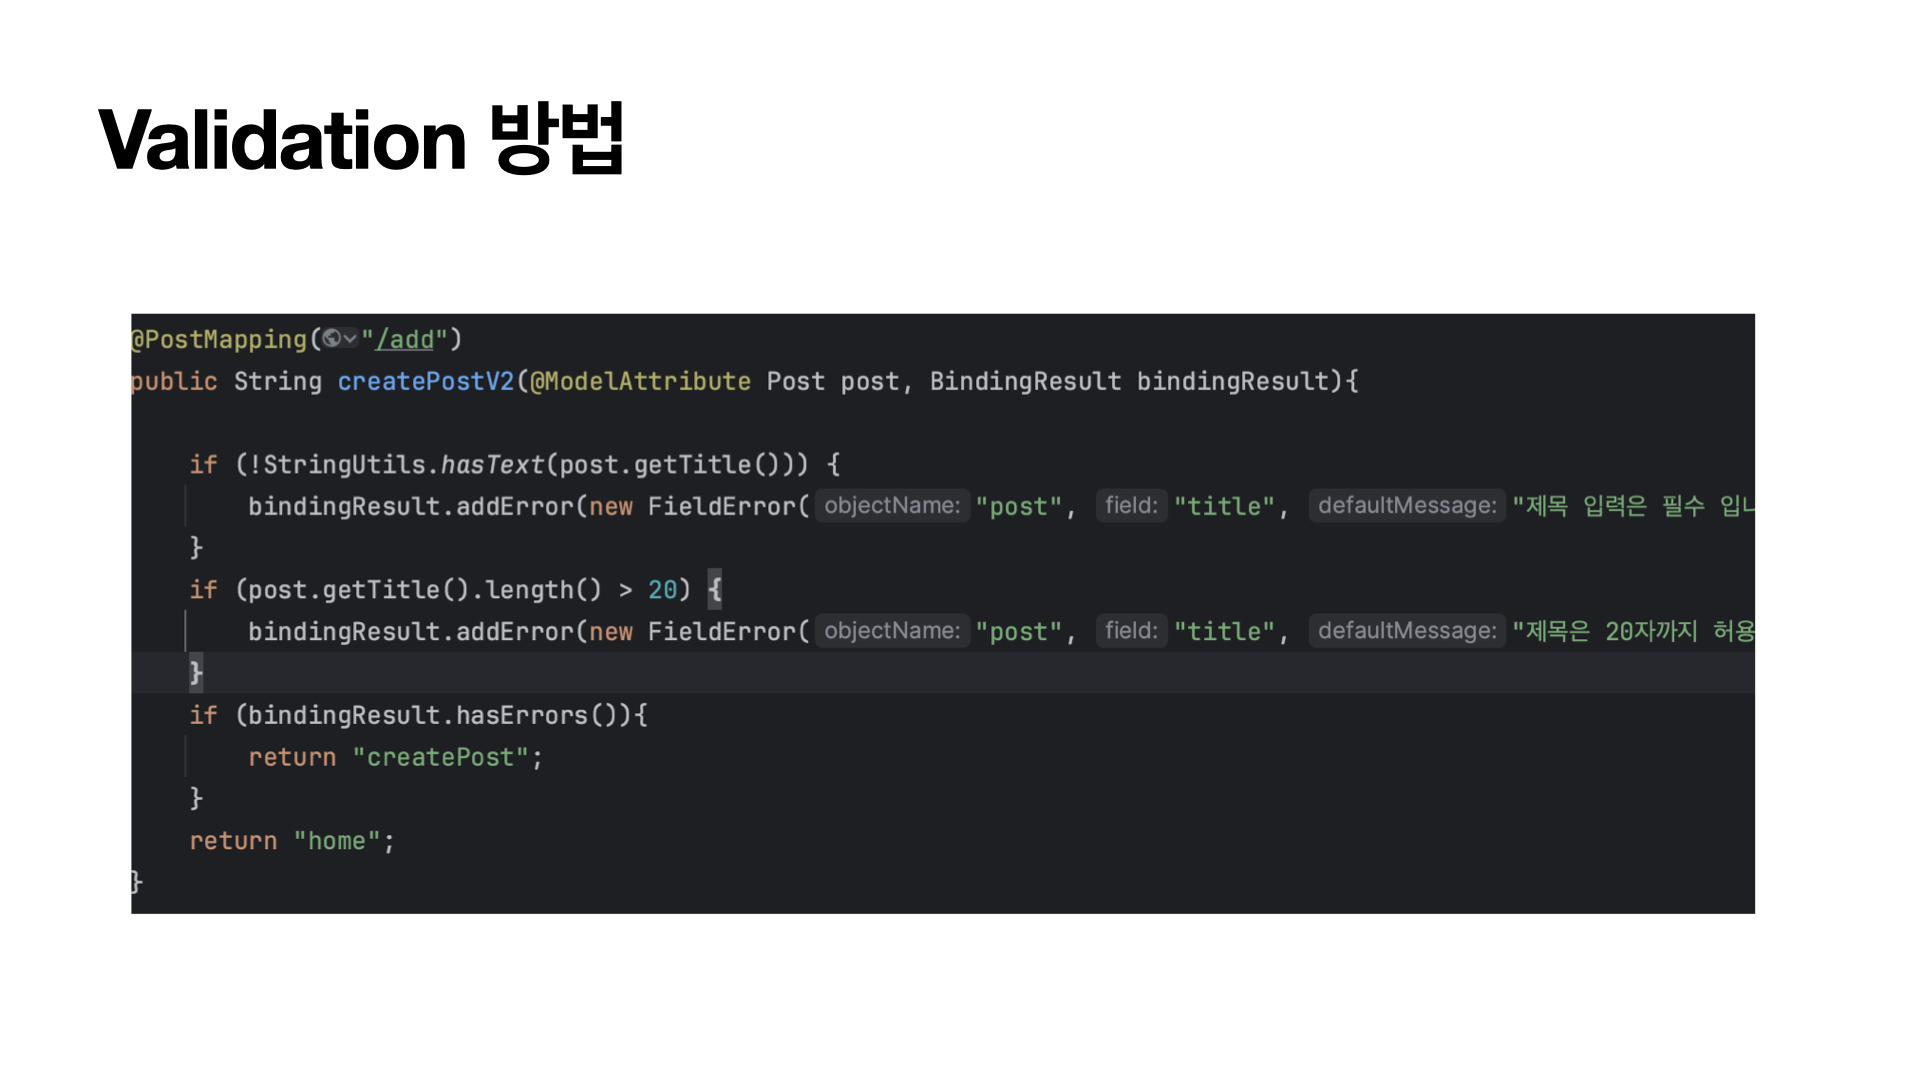 Validation 방법
@PostMapping("/add")
public String createPostV2(@ModelAttribute Post post, BindingResult bindingResult){
if (!StringUtils.hasText(post.getTitle())) {
bindingResult.addError(new FieldError( objectName: "post", field: "title", defaultMessage: "제목 입력은 필수
}
if (post.getTitle().length() > 20) {
bindingResult.addError(new FieldError( objectName: "post", field: "title", defaultMessage: "제목은 20자까지 허용
}
if (bindingResult.hasErrors()){
return "createPost";
}
return "home";
}